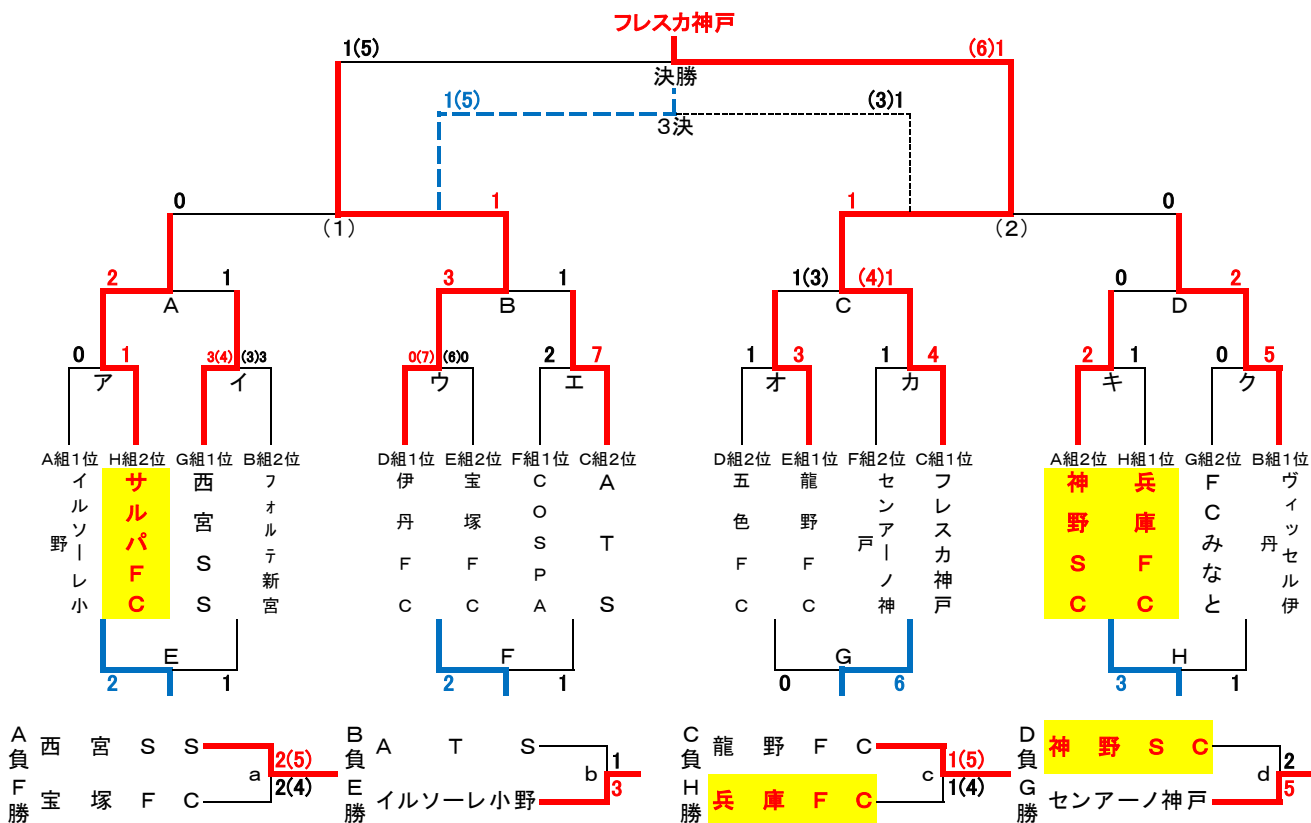 フレスカ神戸
1(5) (6)1
決勝
1(5) (3)1
3決
0 1 1 0
(1) (2)
2 1 3 1 1(3) (4)1 0 2
A B C D
0 1 3(4) (3)3 0(7) (6)0 2 7 1 3 1 4 2 1 0 5
ア イ ウ エ オ カ キ ク
A組1位 H組2位 G組1位 B組2位 D組1位 E組2位 F組1位 C組2位 D組2位 E組1位 F組2位 C組1位 A組2位 H組1位 G組2位 B組1位
イルソーレ小野
サルパFC
西宮SS
フォルテ新宮
伊丹FC
宝塚FC
COSPA
ATS
五色FC
龍野FC
センアーノ神戸
フレスカ神戸
神野SC
兵庫FC
FCみなと
ヴィッセル伊丹
E F G H
2 1 2 1 0 6 3 1
A負 西宮SS 2(5)
a
F勝 宝塚FC 2(4)
B負 ATS 1
b
E勝 イルソーレ小野 3
C負 龍野FC 1(5)
c
H勝 兵庫FC 1(4)
D負 神野SC 2
d
G勝 センアーノ神戸 5